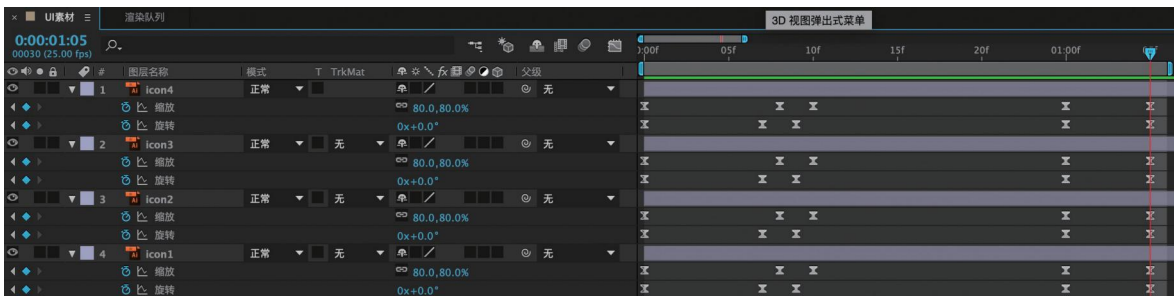 × UI素材 ≡ 渲染队列 3D 视图弹出式菜单
0:00:01:05
00030 (25.00 fps)
):00f 05f 10f 15f 20f 01:00f
# 图层名称 模式 T TrkMat fx 父级
1 icon4 正常 无
缩放 80.0,80.0%
旋转 0x+0.0°
2 icon3 正常 无 无
缩放 80.0,80.0%
旋转 0x+0.0°
3 icon2 正常 无 无
缩放 80.0,80.0%
旋转 0x+0.0°
4 icon1 正常 无 无
缩放 80.0,80.0%
旋转 0x+0.0°